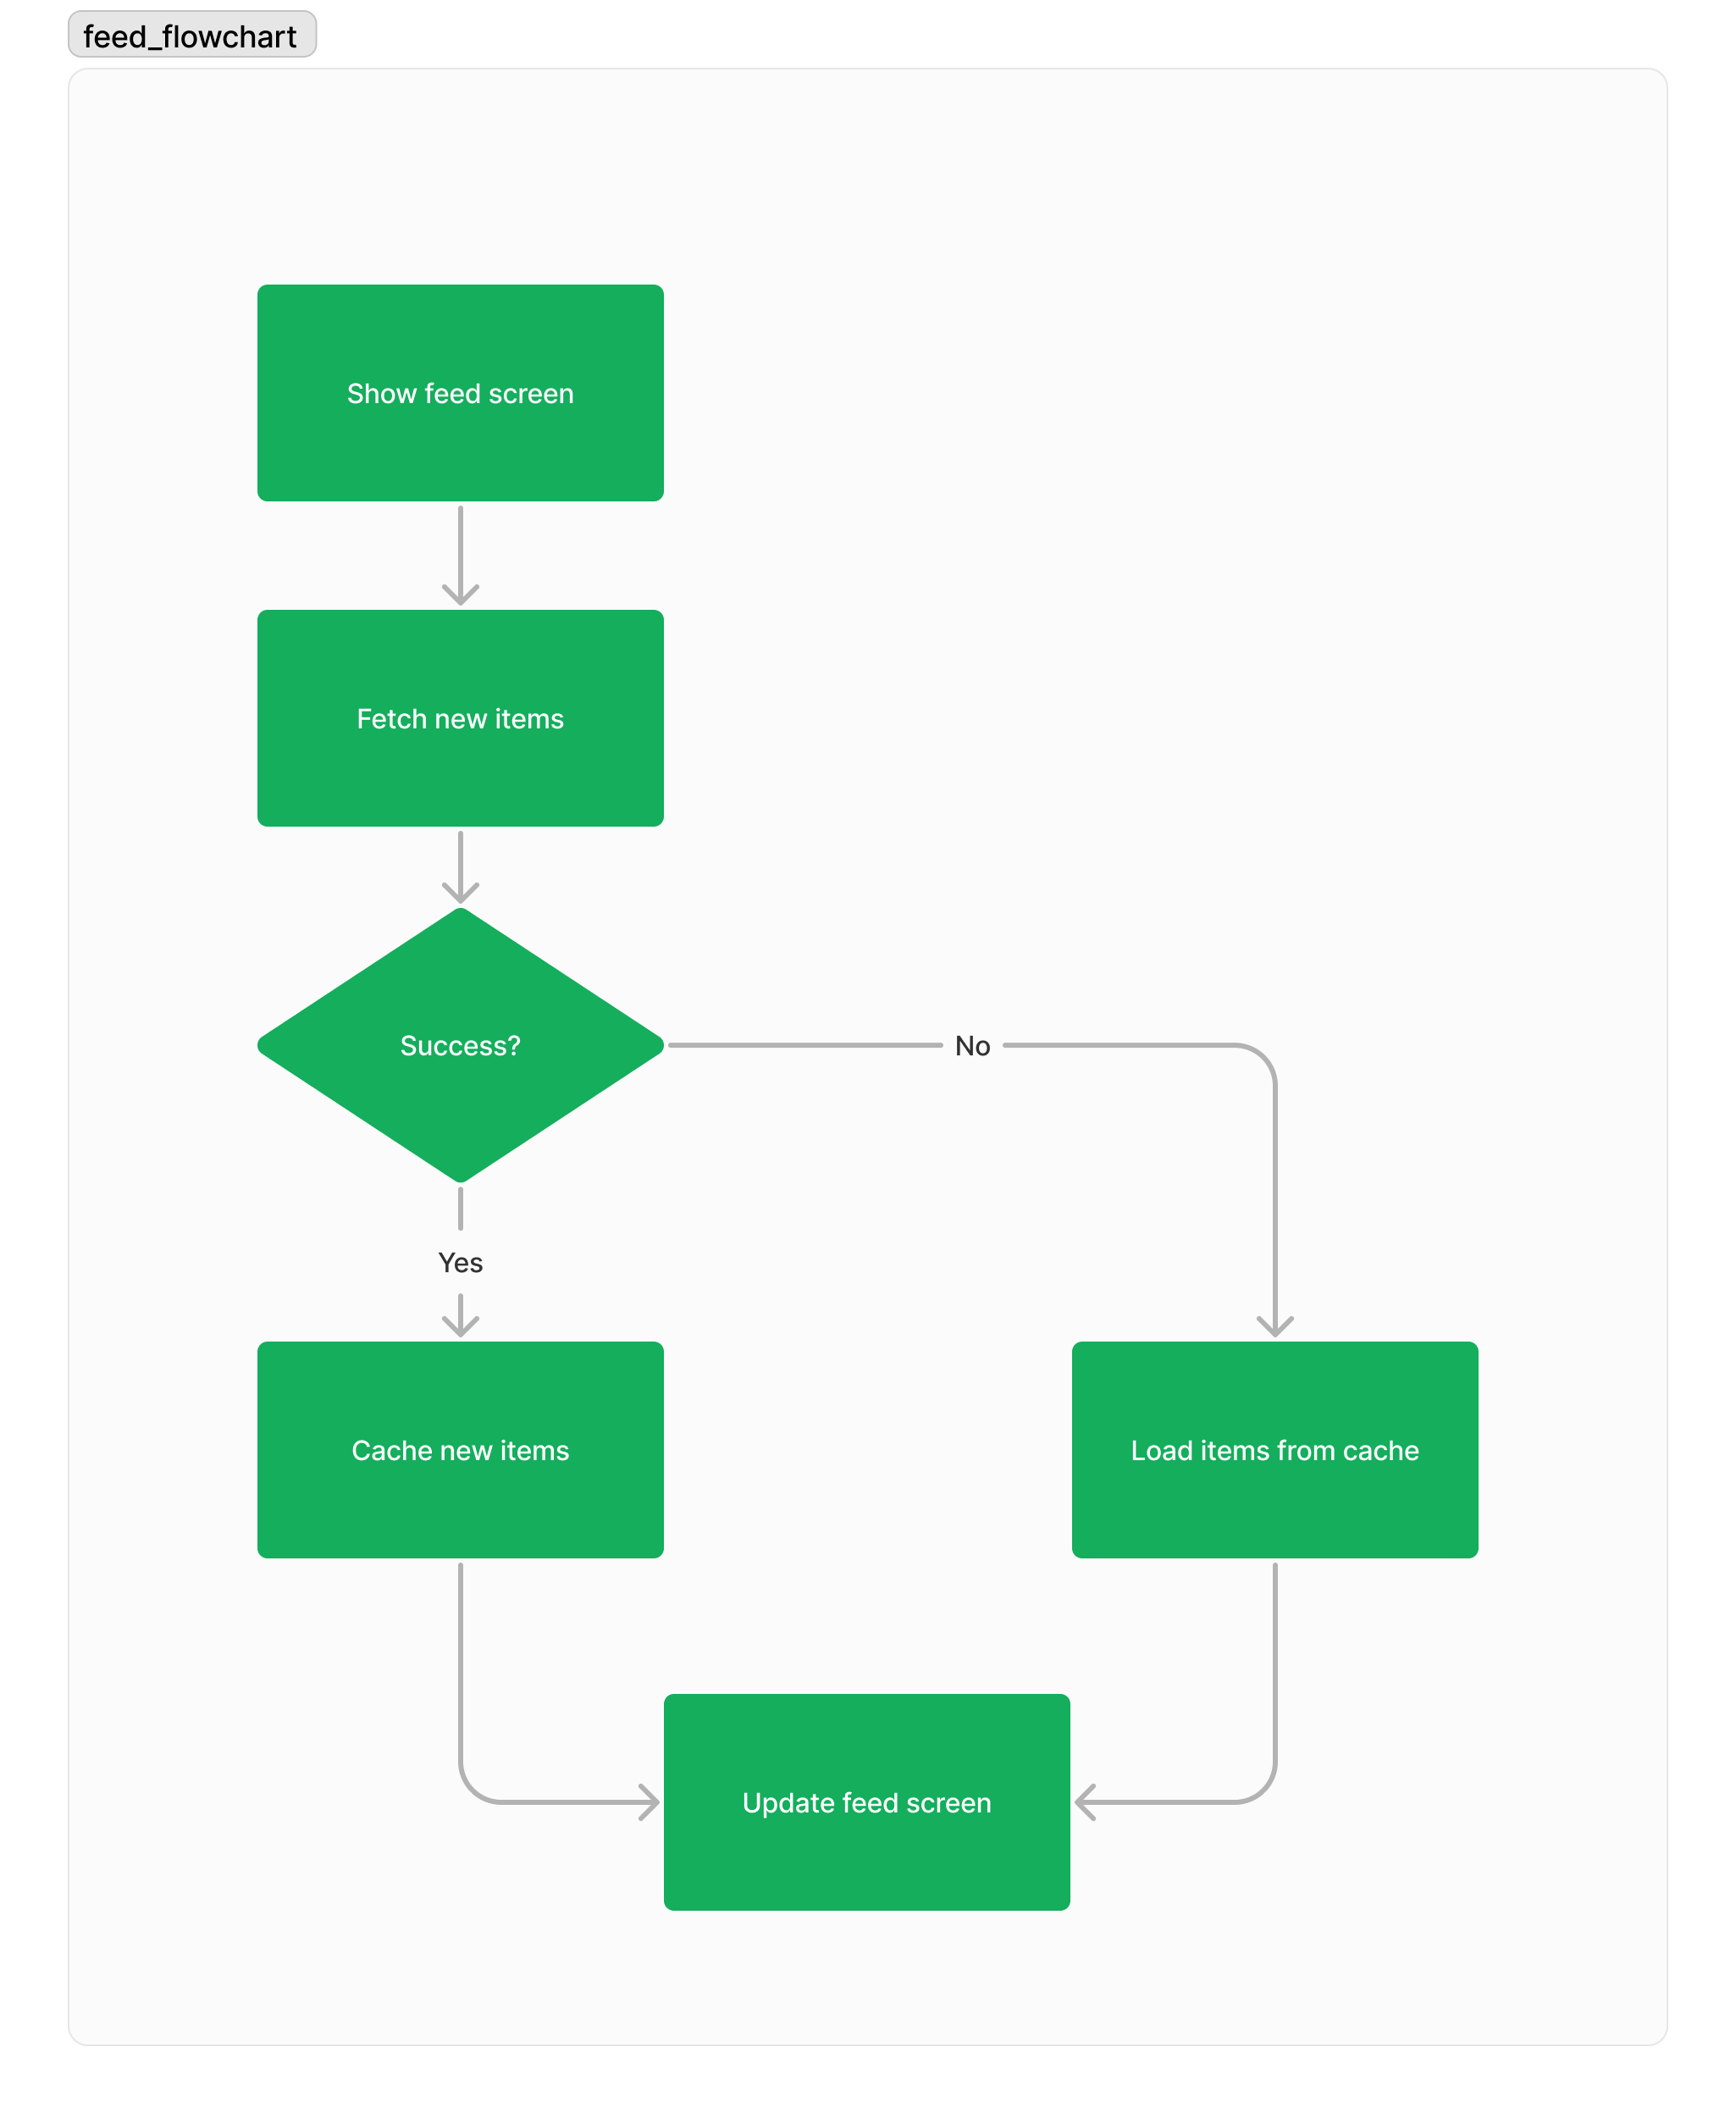 feed_flowchart
Show feed screen
Fetch new items
Success?
No
Yes
Cache new items
Load items from cache
Update feed screen